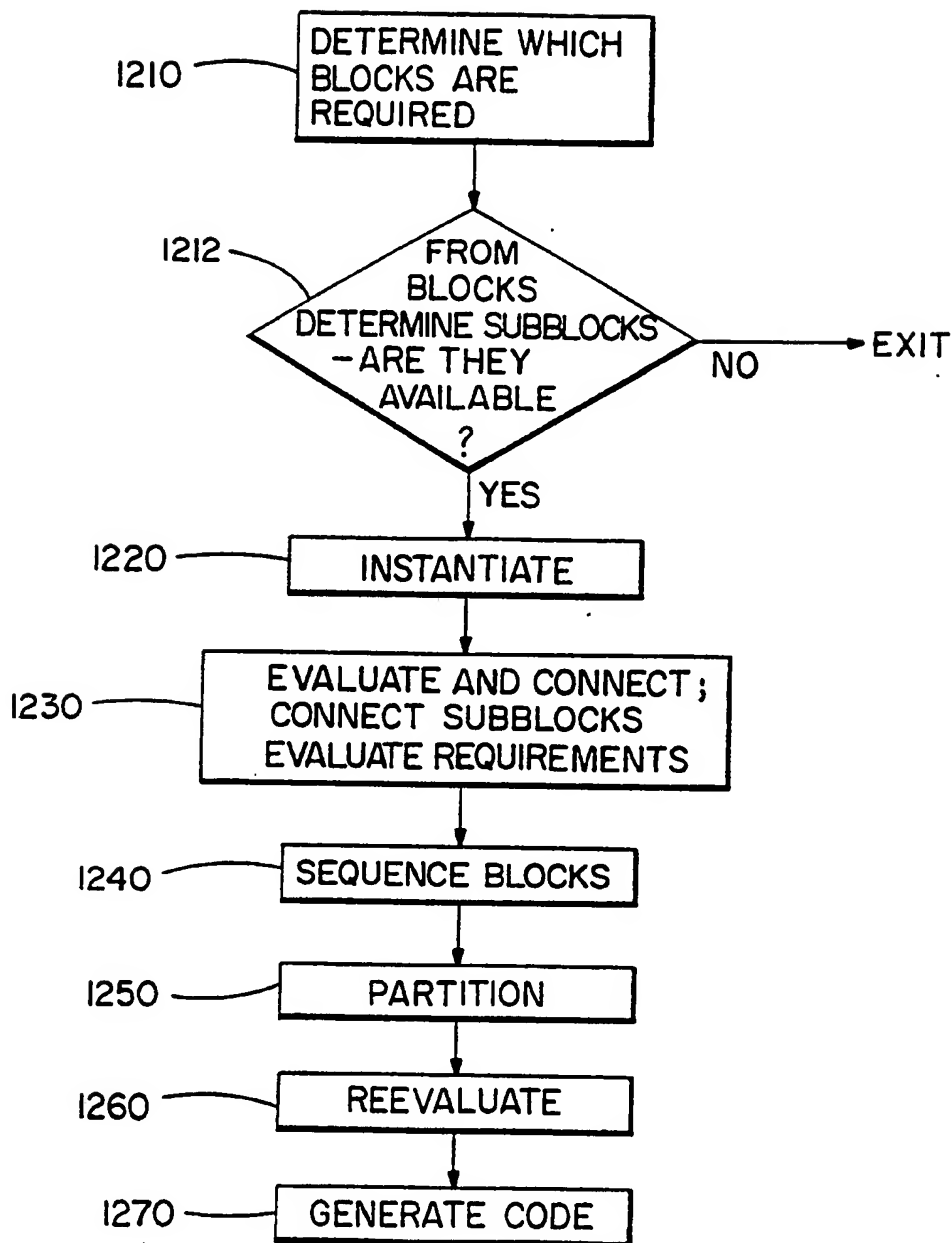 DETERMINE WHICH
BLOCKS ARE
REQUIRED
1210
1212
FROM
BLOCKS
DETERMINE SUBBLOCKS
-ARE THEY
AVAILABLE
?
NO
EXIT
YES
1220
INSTANTIATE
1230
EVALUATE AND CONNECT;
CONNECT SUBBLOCKS
EVALUATE REQUIREMENTS
1240
SEQUENCE BLOCKS
1250
PARTITION
1260
REEVALUATE
1270
GENERATE CODE